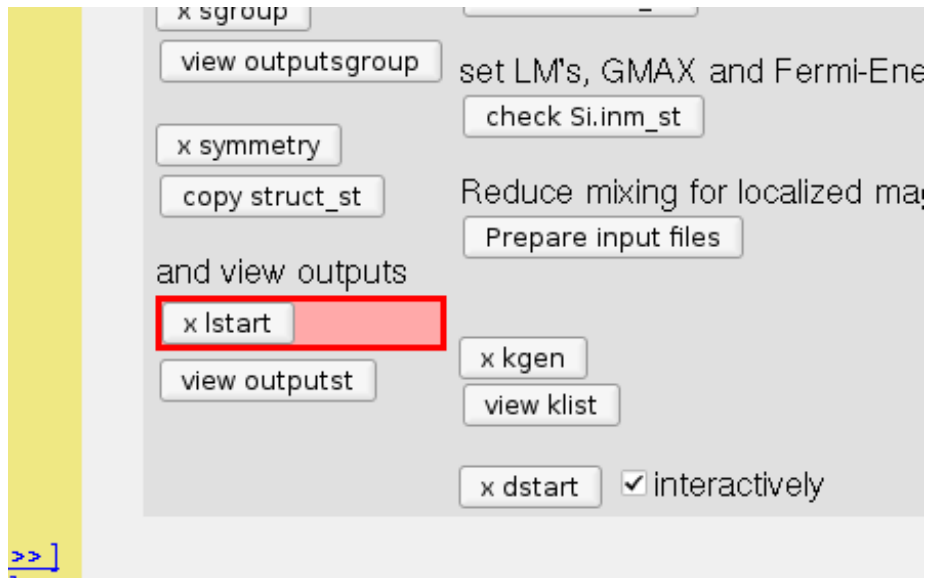 x sgroup
view outputsgroup
set LM's, GMAX and Fermi-Ene
check Si.inm_st
x symmetry
copy struct_st
Reduce mixing for localized mag
Prepare input files
and view outputs
x lstart
x kgen
view outputst
view klist
x dstart
interactively
>> ]